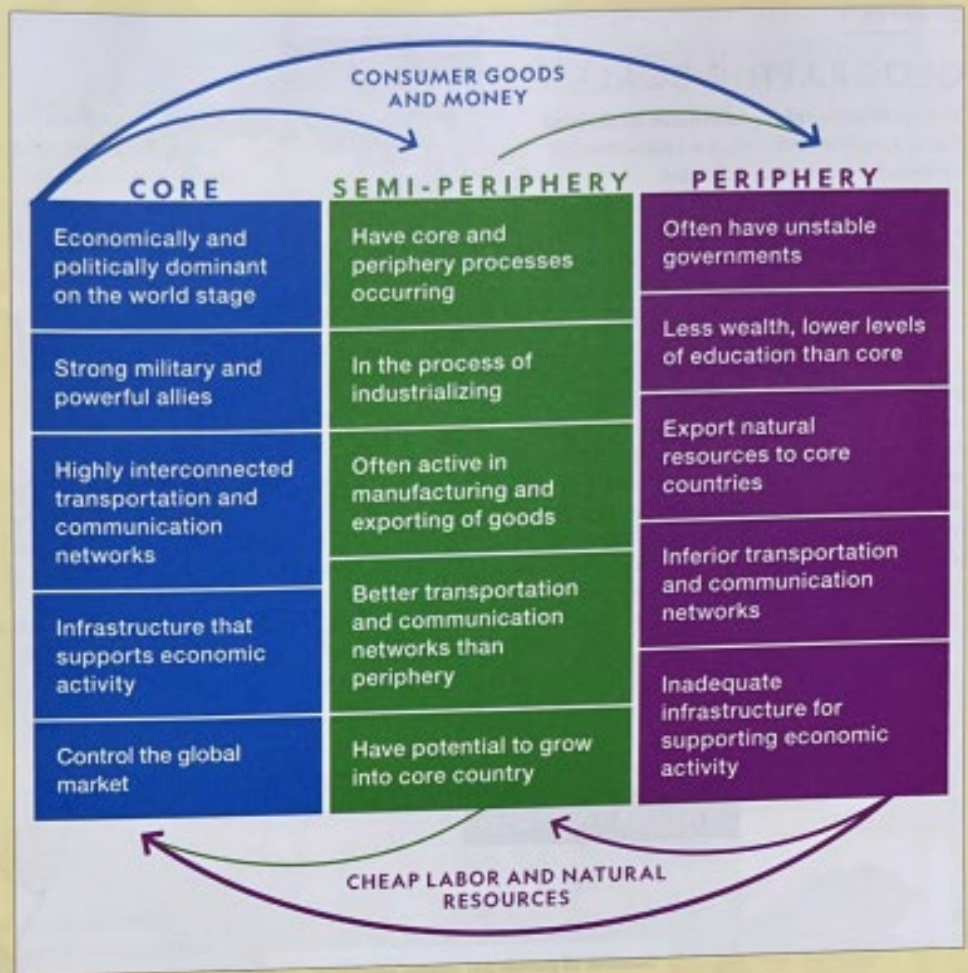 CONSUMER GOODS
AND MONEY
CORE
Economically and
politically dominant
on the world stage
Strong military and
powerful allies
Highly interconnected
transportation and
communication
networks
Infrastructure that
supports economic
activity
Control the global
market
SEMI-PERIPHERY
Have core and
periphery processes
occurring
In the process of
industrializing
Often active in
manufacturing and
exporting of goods
Better transportation
and communication
networks than
periphery
Have potential to grow
into core country
PERIPHERY
Often have unstable
governments
Less wealth, lower levels
of education than core
Export natural
resources to core
countries
Inferior transportation
and communication
networks
Inadequate
infrastructure for
supporting economic
activity
CHEAP LABOR AND NATURAL
RESOURCES